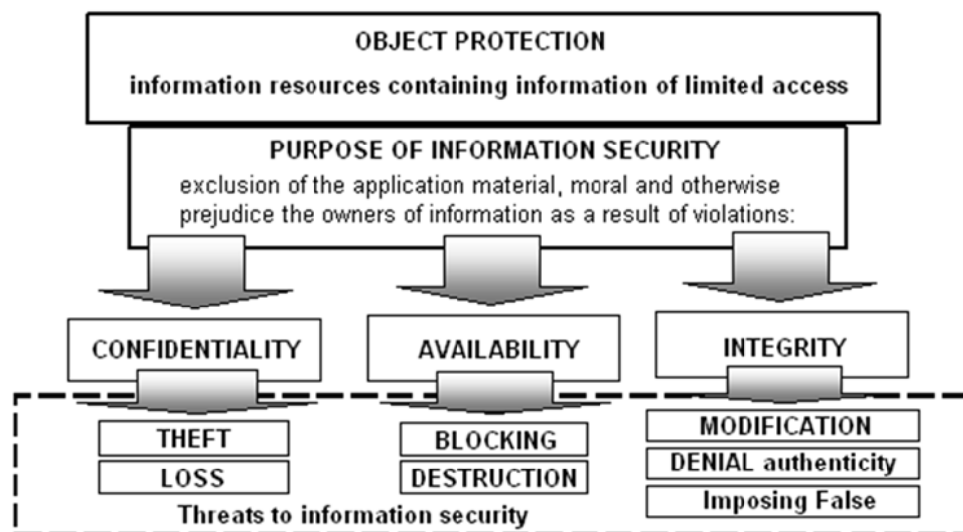 OBJECT PROTECTION
information resources containing information of limited access
PURPOSE OF INFORMATION SECURITY
exclusion of the application material, moral and otherwise
prejudice the owners of information as a result of violations:
CONFIDENTIALITY
AVAILABILITY
INTEGRITY
THEFT
LOSS
BLOCKING
DESTRUCTION
MODIFICATION
DENIAL authenticity
Imposing False
Threats to information security